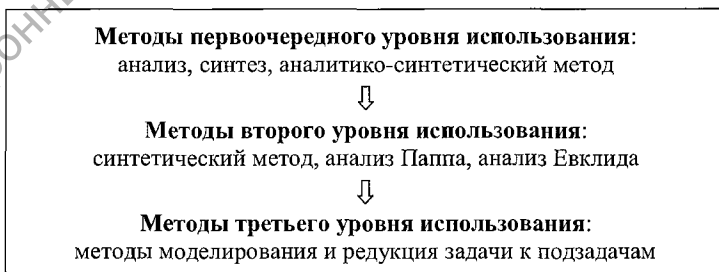 Методы первоочередного уровня использования:
анализ, синтез, аналитико-синтетический метод
⇩
Методы второго уровня использования:
синтетический метод, анализ Паппа, анализ Евклида
⇩
Методы третьего уровня использования:
методы моделирования и редукция задачи к подзадачам